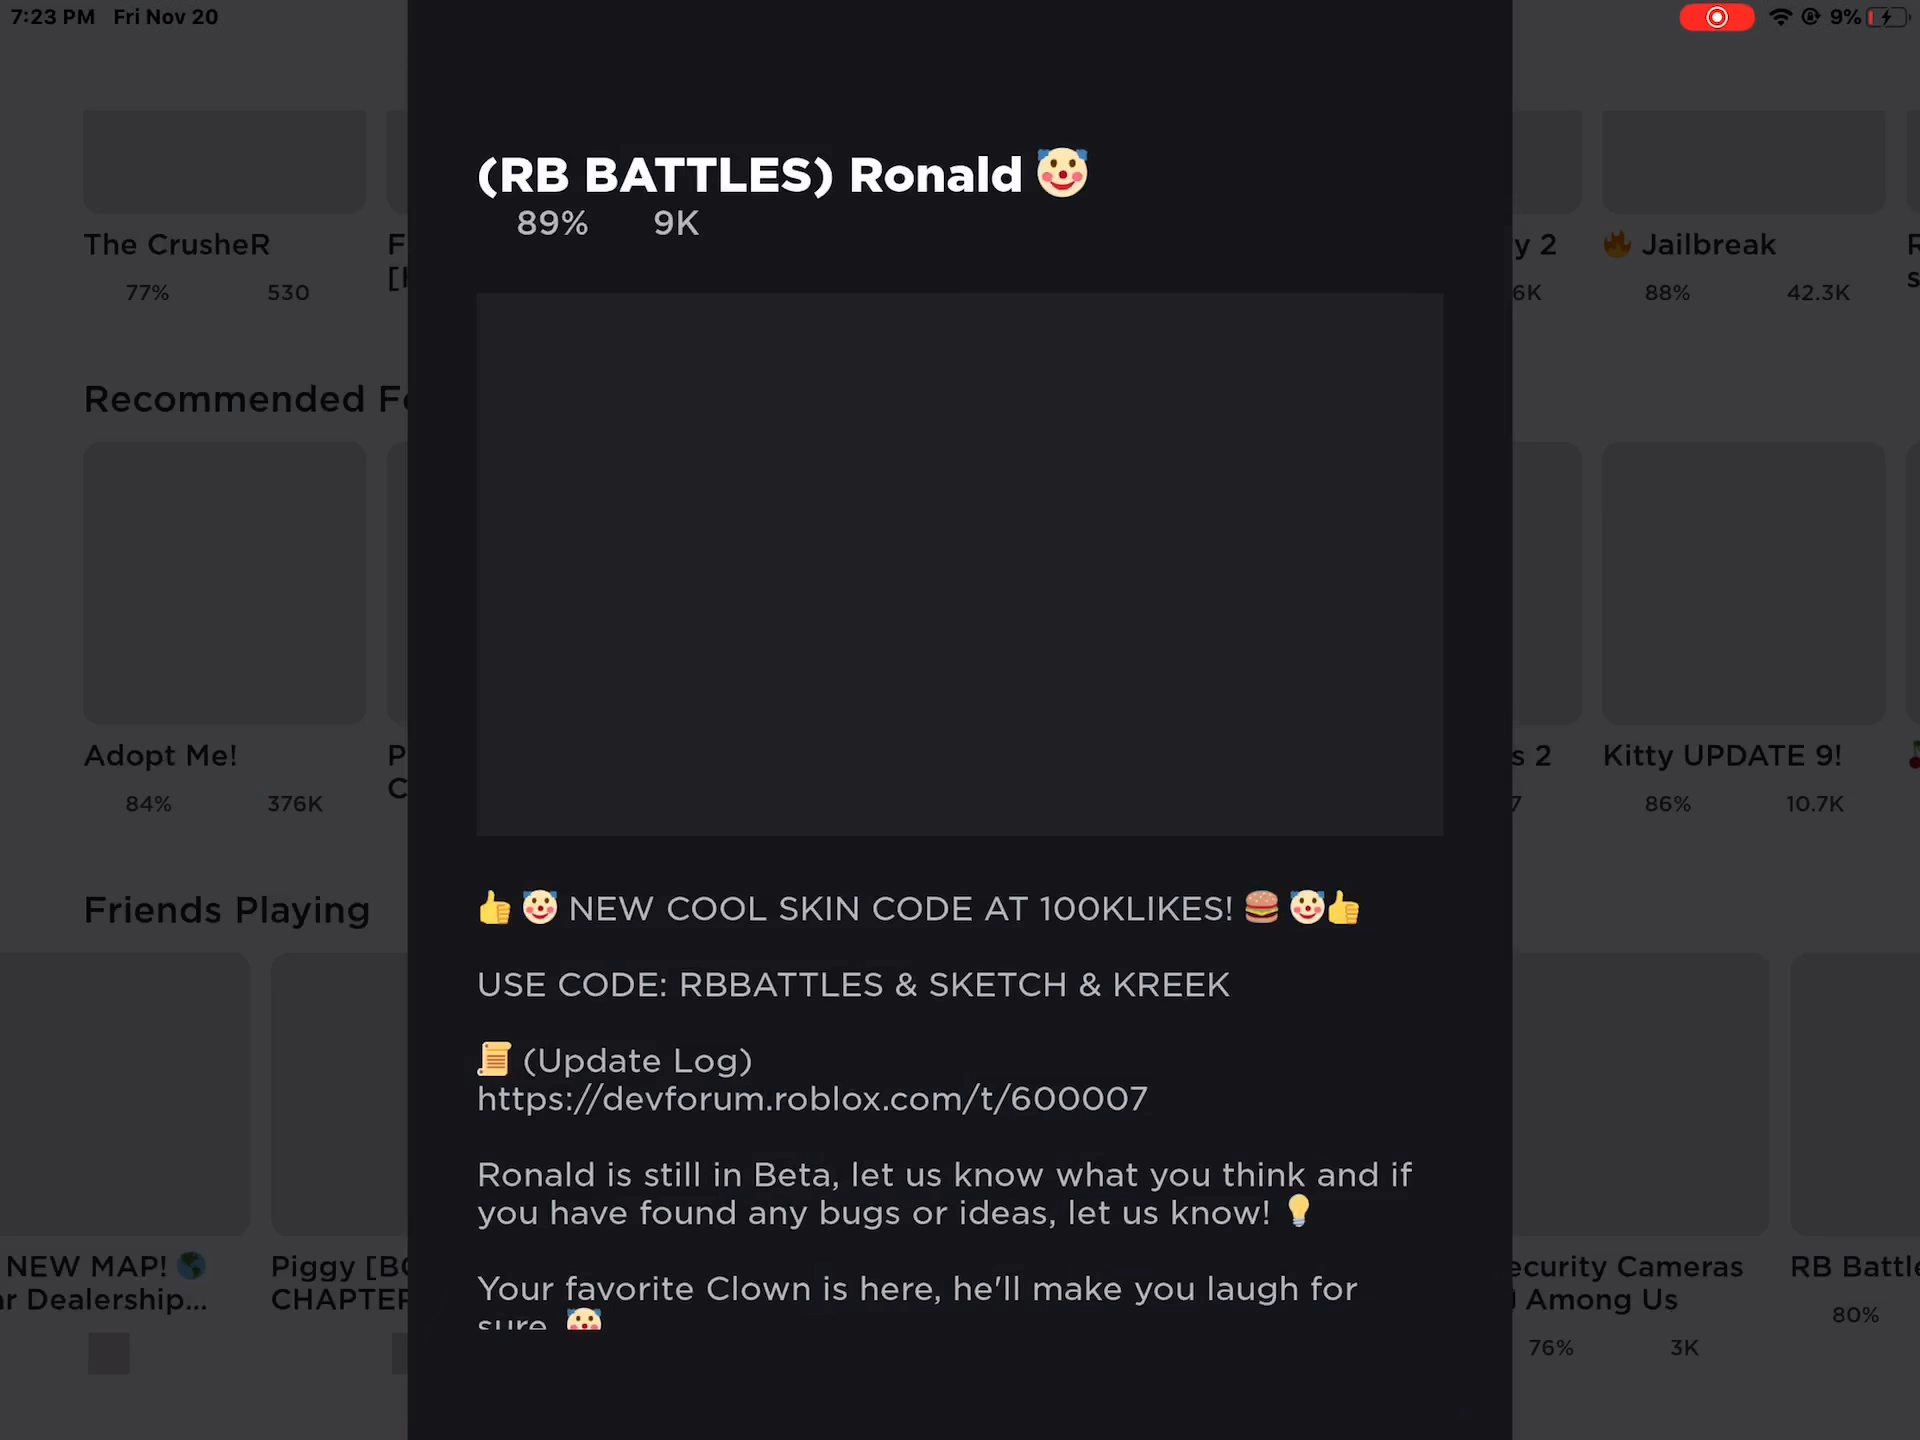 7:23 PM Fri Nov 20
9%
(RB BATTLES) Ronald 🤡
89% 9K
The CrusheR
77% 530
F
[
y 2
6K
🔥 Jailbreak
88% 42.3K
Recommended Fo
Adopt Me!
84% 376K
P
C
s 2
7
Kitty UPDATE 9!
86% 10.7K
👍🤡 NEW COOL SKIN CODE AT 100KLIKES! 🍔🤡👍
USE CODE: RBBATTLES & SKETCH & KREEK
📜 (Update Log)
https://devforum.roblox.com/t/600007
Ronald is still in Beta, let us know what you think and if
you have found any bugs or ideas, let us know! 💡
Your favorite Clown is here, he'll make you laugh for
sure. 🤡
Friends Playing
NEW MAP! 🌎
r Dealership...
Piggy [BO
CHAPTER
ecurity Cameras
Among Us
76% 3K
RB Battle
80%